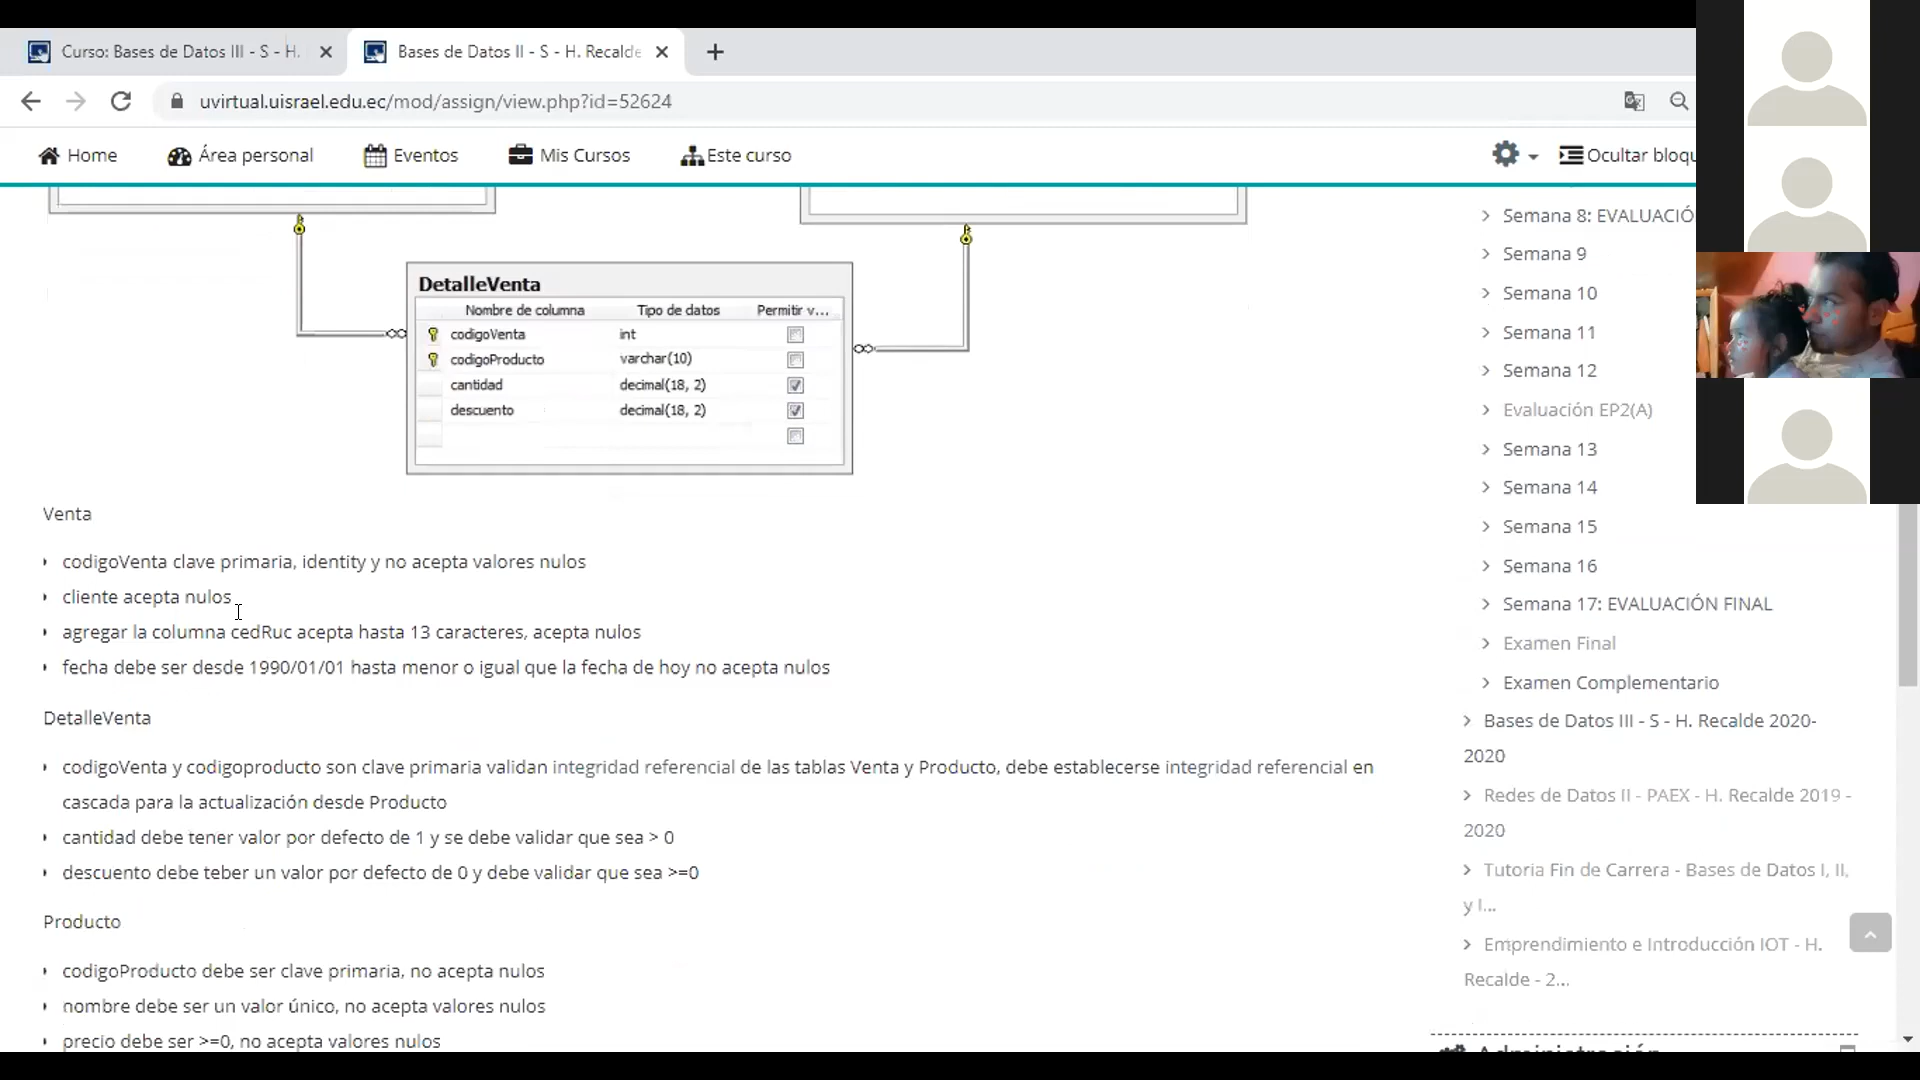 Curso: Bases de Datos III - S - H.
Bases de Datos II - S - H. Recalde
uvirtual.uisrael.edu.ec/mod/assign/view.php?id=52624
Home
Área personal
Eventos
Mis Cursos
Este curso
Ocultar bloqu
DetalleVenta
Nombre de columna Tipo de datos Permitir v...
codigoVenta int
codigoProducto varchar(10)
cantidad decimal(18, 2)
descuento decimal(18, 2)
Venta
codigoVenta clave primaria, identity y no acepta valores nulos
cliente acepta nulos
agregar la columna cedRuc acepta hasta 13 caracteres, acepta nulos
fecha debe ser desde 1990/01/01 hasta menor o igual que la fecha de hoy no acepta nulos
DetalleVenta
codigoVenta y codigoproducto son clave primaria validan integridad referencial de las tablas Venta y Producto, debe establecerse integridad referencial en
cascada para la actualización desde Producto
cantidad debe tener valor por defecto de 1 y se debe validar que sea > 0
descuento debe teber un valor por defecto de 0 y debe validar que sea >=0
Producto
codigoProducto debe ser clave primaria, no acepta nulos
nombre debe ser un valor único, no acepta valores nulos
precio debe ser >=0, no acepta valores nulos
Semana 8: EVALUACIÓ
Semana 9
Semana 10
Semana 11
Semana 12
Evaluación EP2(A)
Semana 13
Semana 14
Semana 15
Semana 16
Semana 17: EVALUACIÓN FINAL
Examen Final
Examen Complementario
Bases de Datos III - S - H. Recalde 2020-
2020
Redes de Datos II - PAEX - H. Recalde 2019 -
2020
Tutoria Fin de Carrera - Bases de Datos I, II,
y I...
Emprendimiento e Introducción IOT - H.
Recalde - 2...
Administración